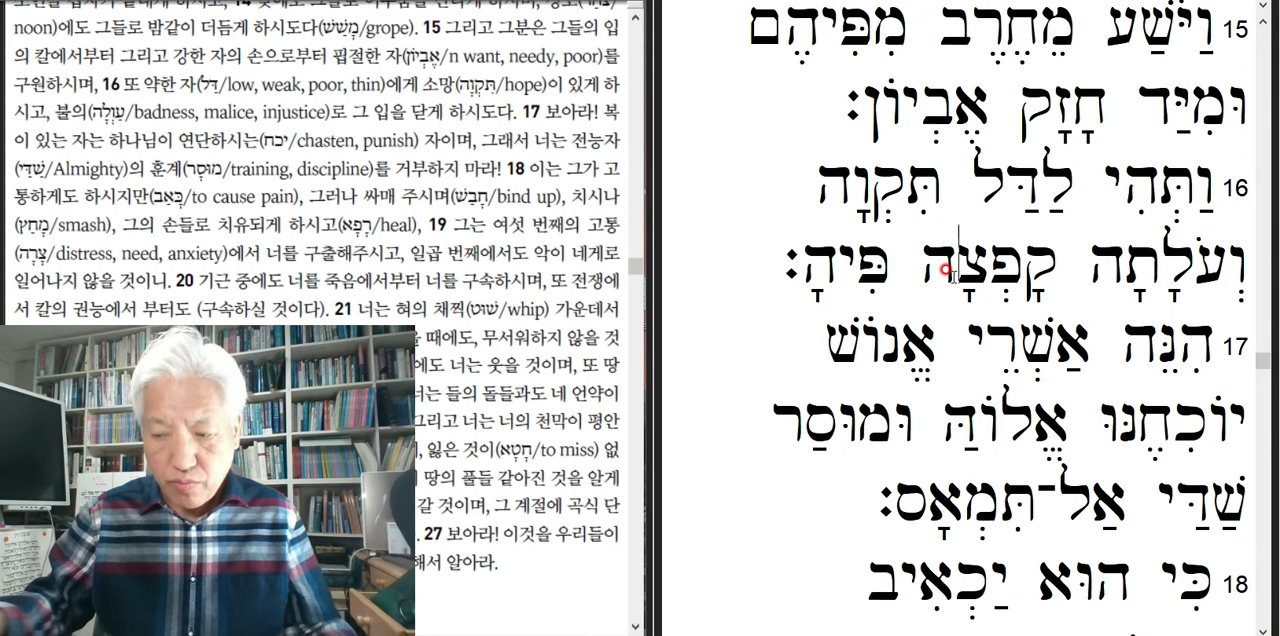 noon)에도 그들로 밤같이 더듬게 하시도다(מָשַׁשׁ/grope). 15 그리고 그분은 그들의 입
의 칼에서부터 그리고 강한 자의 손으로부터 핍절한 자(אֶבְיוֹן/n want, needy, poor)를
구원하시며, 16 또 약한 자(דַּל/low, weak, poor, thin)에게 소망(תִּקְוָה/hope)이 있게 하
시고, 불의(עַוְלָה/badness, malice, injustice)로 그 입을 닫게 하시도다. 17 보아라! 복
이 있는 자는 하나님이 연단하시는(יכח/chasten, punish) 자이며, 그래서 너는 전능자
(שַׁדַּי/Almighty)의 훈계(מוּסָר/training, discipline)를 거부하지 마라! 18 이는 그가 고
통하게도 하시지만(כָּאַב/to cause pain), 그러나 싸매 주시며(חָבַשׁ/bind up), 치시나
(מָחַץ/smash), 그의 손들로 치유되게 하시고(רָפָא/heal), 19 그는 여섯 번째의 고통
(צָרָה/distress, need, anxiety)에서 너를 구출해주시고, 일곱 번째에서도 악이 네게로
일어나지 않을 것이니. 20 기근 중에도 너를 죽음에서부터 너를 구속하시며, 또 전쟁에
서 칼의 권능에서 부터도 (구속하실 것이다). 21 너는 혀의 채찍(שׁוֹט/whip) 가운데서
때에도, 무서워하지 않을 것
에도 너는 웃을 것이며, 또 땅
너는 들의 돌들과도 네 언약이
그리고 너는 너의 천막이 평안
, 잃은 것이(חָטָא/to miss) 없
땅의 풀들 같아진 것을 알게
갈 것이며, 그 계절에 곡식 단
. 27 보아라! 이것을 우리들이
해서 알아라.
15 וַיֹּשַׁע מֵחֶרֶב מִפִּיהֶם
וּמִיַּד חָזָק אֶבְיוֹן׃
16 וַתְּהִי לַדַּל תִּקְוָה
וְעֹלָתָה קָפְצָה פִּיהָ׃
17 הִנֵּה אַשְׁרֵי אֱנוֹשׁ
יוֹכִחֶנּוּ אֱלוֹהַּ וּמוּסַר
שַׁדַּי אַל־תִּמְאָס׃
18 כִּי הוּא יַכְאִיב